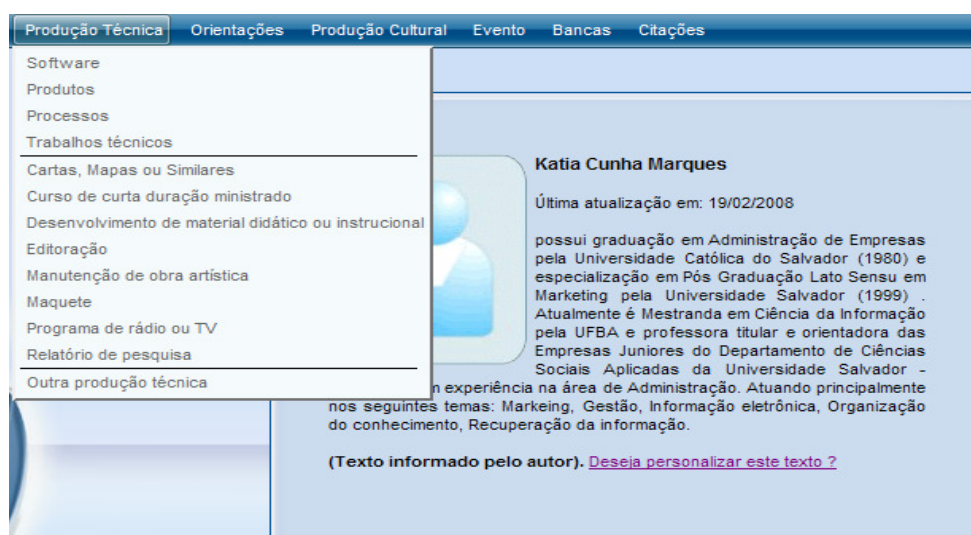 Produção Técnica Orientações Produção Cultural Evento Bancas Citações
Software
Produtos
Processos
Trabalhos técnicos
Cartas, Mapas ou Similares
Curso de curta duração ministrado
Desenvolvimento de material didático ou instrucional
Editoração
Manutenção de obra artística
Maquete
Programa de rádio ou TV
Relatório de pesquisa
Outra produção técnica
Katia Cunha Marques
Última atualização em: 19/02/2008
possui graduação em Administração de Empresas
pela Universidade Católica do Salvador (1980) e
especialização em Pós Graduação Lato Sensu em
Marketing pela Universidade Salvador (1999) .
Atualmente é Mestranda em Ciência da Informação
pela UFBA e professora titular e orientadora das
Empresas Juniores do Departamento de Ciências
Sociais Aplicadas da Universidade Salvador -
experiência na área de Administração. Atuando principalmente
nos seguintes temas: Markeing, Gestão, Informação eletrônica, Organização
do conhecimento, Recuperação da informação.
(Texto informado pelo autor). Deseja personalizar este texto ?